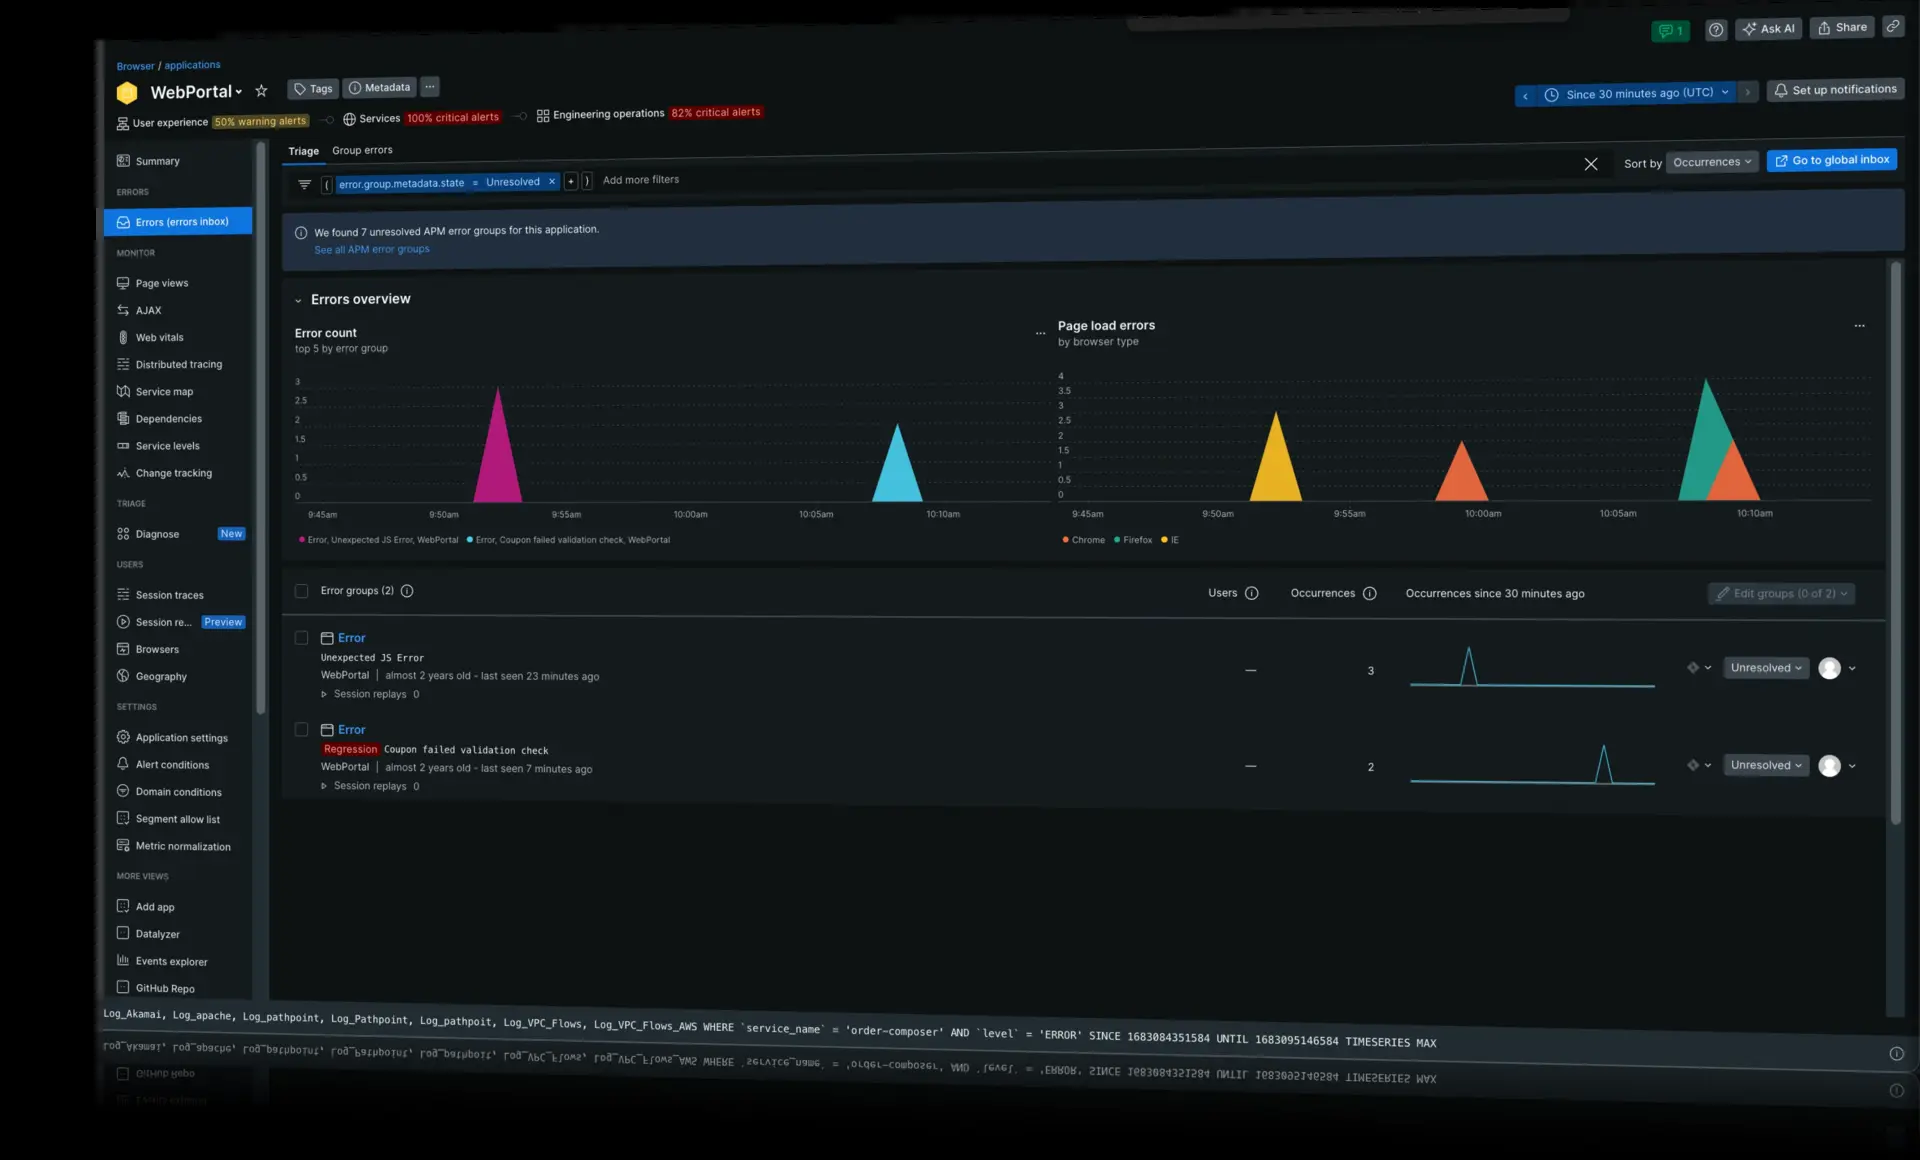 1
Ask AI
Share
Browser / applications
WebPortal
Tags
Metadata
Since 30 minutes ago (UTC)
Set up notifications
User experience 50% warning alerts
Services 100% critical alerts
Engineering operations 82% critical alerts
Summary
ERRORS
Errors (errors inbox)
MONITOR
Page views
AJAX
Web vitals
Distributed tracing
Service map
Dependencies
Service levels
Change tracking
TRIAGE
Diagnose New
USERS
Session traces
Session re... Preview
Browsers
Geography
SETTINGS
Application settings
Alert conditions
Domain conditions
Segment allow list
Metric normalization
MORE VIEWS
Add app
Datalyzer
Events explorer
GitHub Repo
Triage
Group errors
( error.group.metadata.state = Unresolved × + ) Add more filters
Sort by Occurrences
Go to global inbox
We found 7 unresolved APM error groups for this application.
See all APM error groups
Errors overview
Error count
top 5 by error group
3
2.5
2
1.5
1
0.5
0
9:45am 9:50am 9:55am 10:00am 10:05am 10:10am
Error, Unexpected JS Error, WebPortal Error, Coupon failed validation check, WebPortal
Page load errors
by browser type
4
3.5
3
2.5
2
1.5
1
0.5
0
9:45am 9:50am 9:55am 10:00am 10:05am 10:10am
Chrome Firefox IE
Error groups (2)
Users
Occurrences
Occurrences since 30 minutes ago
Edit groups (0 of 2)
Error
Unexpected JS Error
WebPortal | almost 2 years old - last seen 23 minutes ago
Session replays 0
— 3
Unresolved
Error
Regression Coupon failed validation check
WebPortal | almost 2 years old - last seen 7 minutes ago
Session replays 0
— 2
Unresolved
Log_Akamai, Log_apache, Log_pathpoint, Log_Pathpoint, Log_pathpoit, Log_VPC_Flows, Log_VPC_Flows_AWS WHERE `service_name` = 'order-composer' AND `level` = 'ERROR' SINCE 1683084351584 UNTIL 1683095146584 TIMESERIES MAX